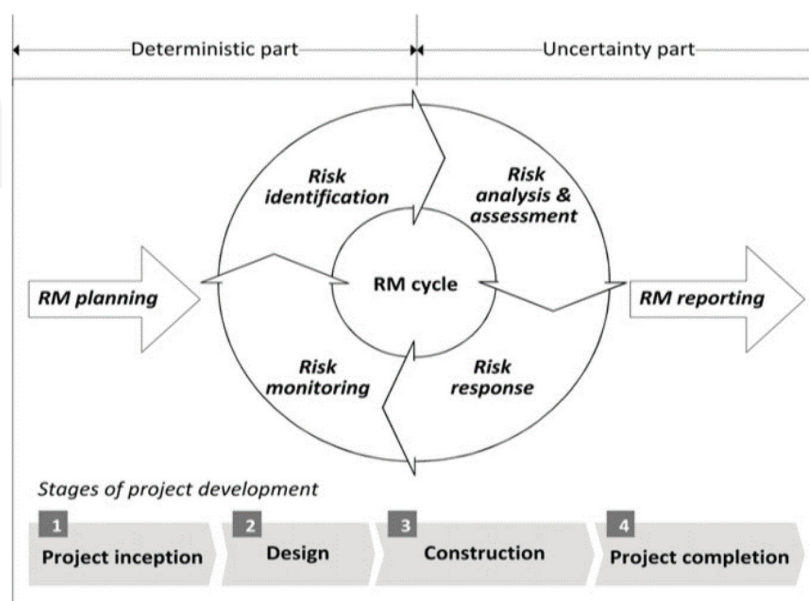 Deterministic part
Uncertainty part
Risk
identification
Risk
analysis &
assessment
RM planning
RM cycle
RM reporting
Risk
monitoring
Risk
response
Stages of project development
1
Project inception
2
Design
3
Construction
4
Project completion